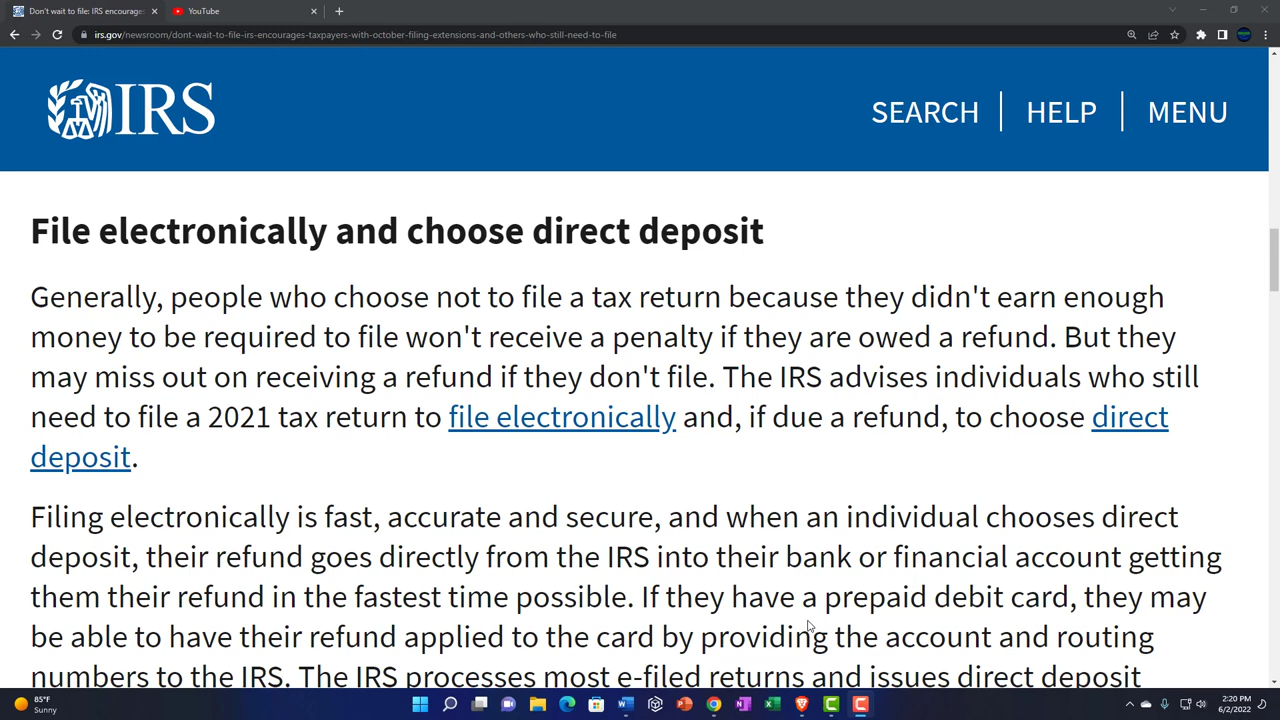 Don't wait to file: IRS encourages
YouTube
irs.gov/newsroom/dont-wait-to-file-irs-encourages-taxpayers-with-october-filing-extensions-and-others-who-still-need-to-file
IRS
SEARCH
HELP
MENU
File electronically and choose direct deposit
Generally, people who choose not to file a tax return because they didn't earn enough
money to be required to file won't receive a penalty if they are owed a refund. But they
may miss out on receiving a refund if they don't file. The IRS advises individuals who still
need to file a 2021 tax return to file electronically and, if due a refund, to choose direct
deposit.
Filing electronically is fast, accurate and secure, and when an individual chooses direct
deposit, their refund goes directly from the IRS into their bank or financial account getting
them their refund in the fastest time possible. If they have a prepaid debit card, they may
be able to have their refund applied to the card by providing the account and routing
numbers to the IRS. The IRS processes most e-filed returns and issues direct deposit
85°F
Sunny
2:20 PM
6/2/2022